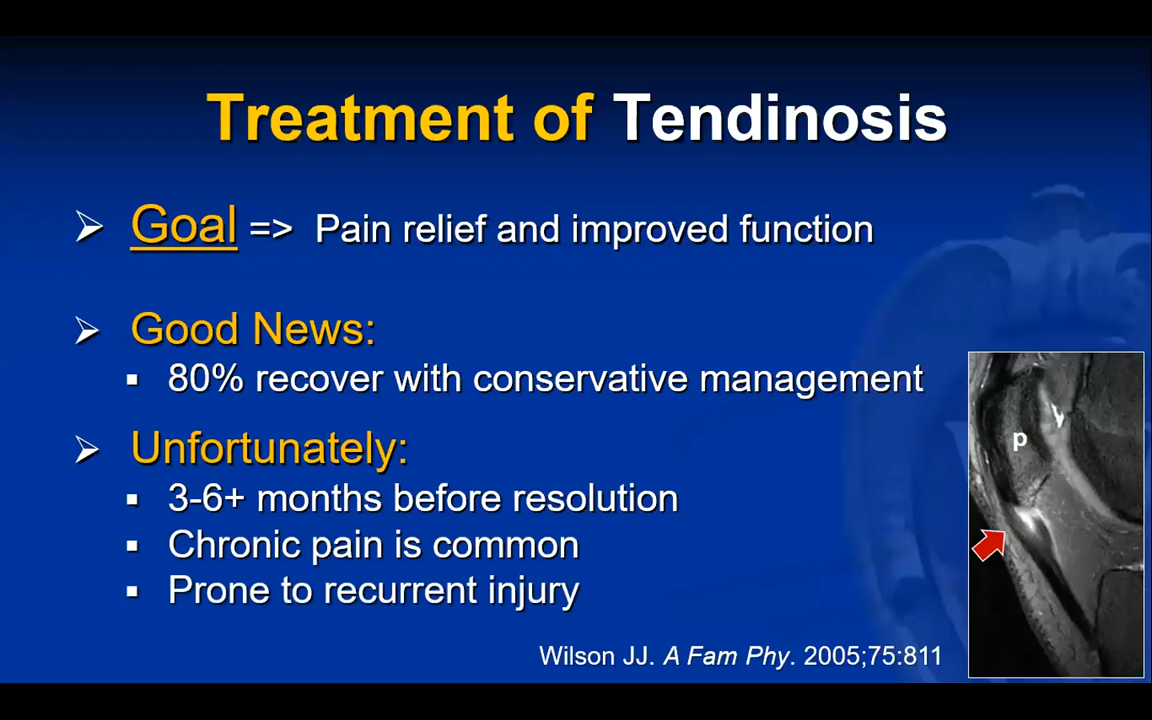 Treatment of Tendinosis
Goal => Pain relief and improved function
Good News:
80% recover with conservative management
Unfortunately:
3-6+ months before resolution
Chronic pain is common
Prone to recurrent injury
p
Wilson JJ. A Fam Phy. 2005;75:811